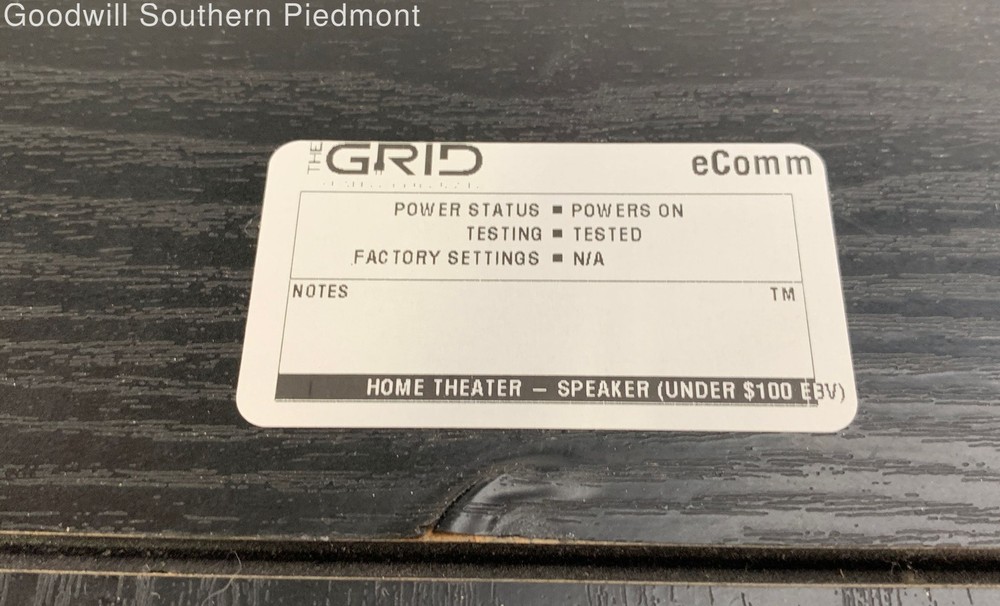 Goodwill Southern Piedmont
THE GRID
eComm
POWER STATUS ▪ POWERS ON
TESTING ▪ TESTED
FACTORY SETTINGS ▪ N/A
NOTES
TM
HOME THEATER – SPEAKER (UNDER $100 EBV)